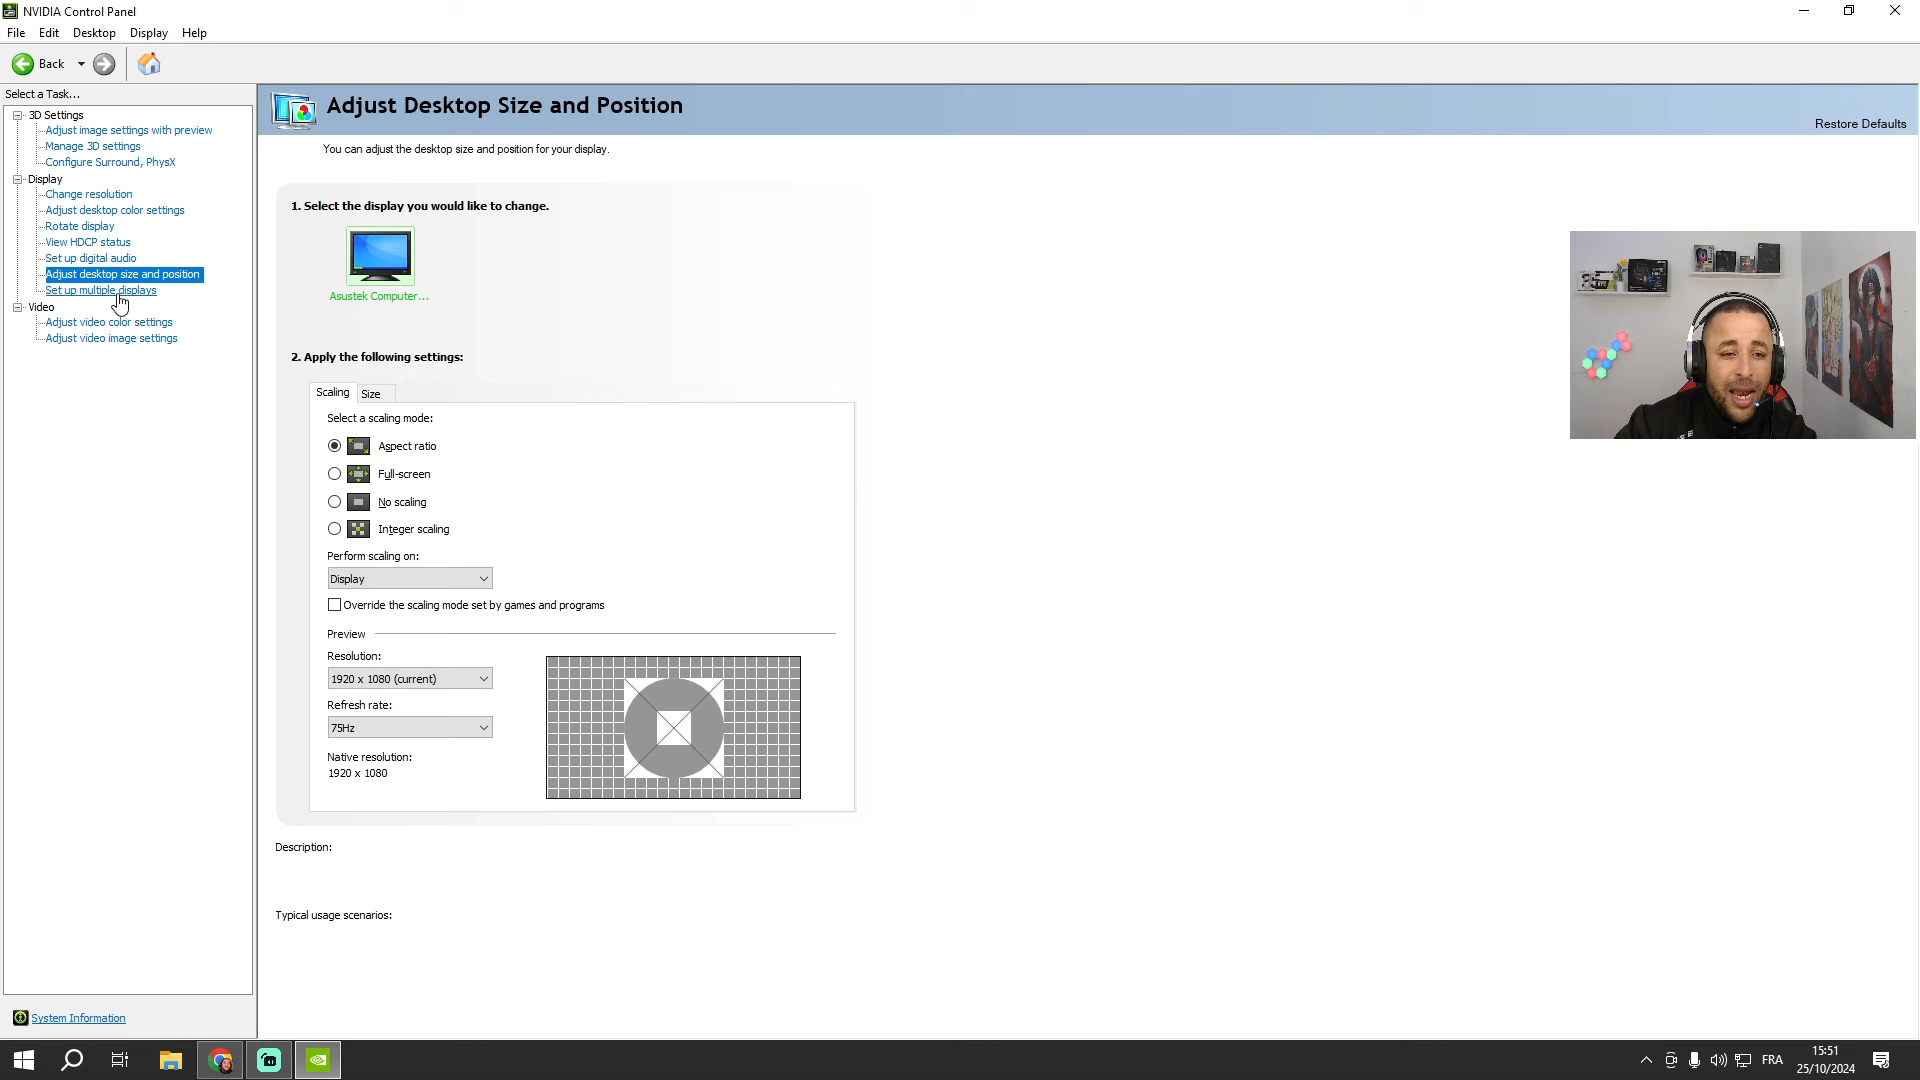 NVIDIA Control Panel
File Edit Desktop Display Help
Back
Select a Task...
3D Settings
Adjust image settings with preview
Manage 3D settings
Configure Surround, PhysX
Display
Change resolution
Adjust desktop color settings
Rotate display
View HDCP status
Set up digital audio
Adjust desktop size and position
Set up multiple displays
Video
Adjust video color settings
Adjust video image settings
System Information
Adjust Desktop Size and Position
Restore Defaults
You can adjust the desktop size and position for your display.
1. Select the display you would like to change.
Asustek Computer...
2. Apply the following settings:
Scaling Size
Select a scaling mode:
Aspect ratio
Full-screen
No scaling
Integer scaling
Perform scaling on:
Display
Override the scaling mode set by games and programs
Preview
Resolution:
1920 x 1080 (current)
Refresh rate:
75Hz
Native resolution:
1920 x 1080
Description:
Typical usage scenarios:
FRA
15:51
25/10/2024